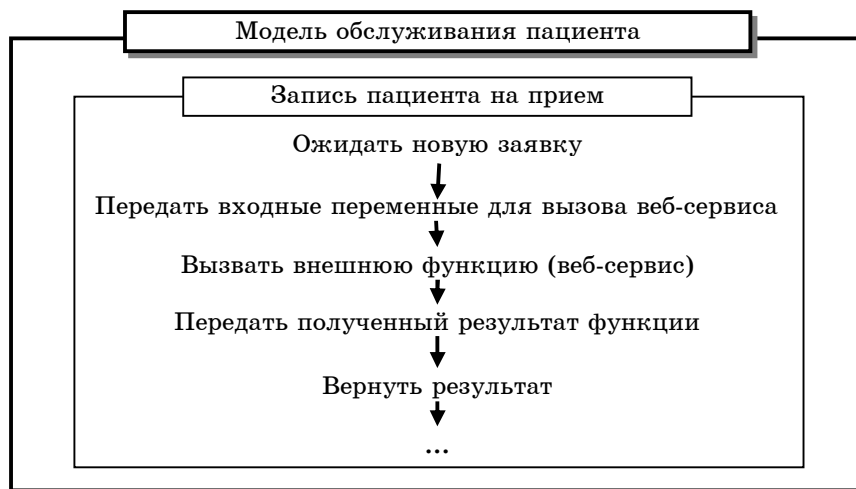 Модель обслуживания пациента
Запись пациента на прием
Ожидать новую заявку
Передать входные переменные для вызова веб-сервиса
Вызвать внешнюю функцию (веб-сервис)
Передать полученный результат функции
Вернуть результат
...